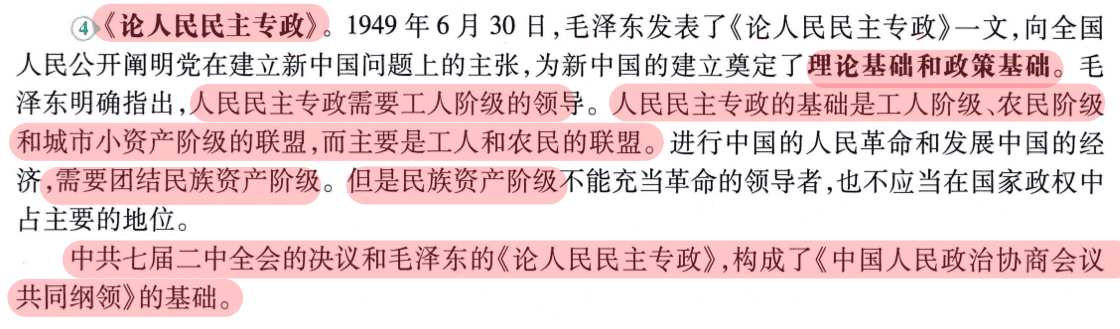 ④《论人民民主专政》。1949 年 6 月 30 日,毛泽东发表了《论人民民主专政》一文,向全国
人民公开阐明党在建立新中国问题上的主张,为新中国的建立奠定了理论基础和政策基础。毛
泽东明确指出,人民民主专政需要工人阶级的领导。人民民主专政的基础是工人阶级、农民阶级
和城市小资产阶级的联盟,而主要是工人和农民的联盟。进行中国的人民革命和发展中国的经
济,需要团结民族资产阶级。但是民族资产阶级不能充当革命的领导者,也不应当在国家政权中
占主要的地位。
中共七届二中全会的决议和毛泽东的《论人民民主专政》,构成了《中国人民政治协商会议
共同纲领》的基础。